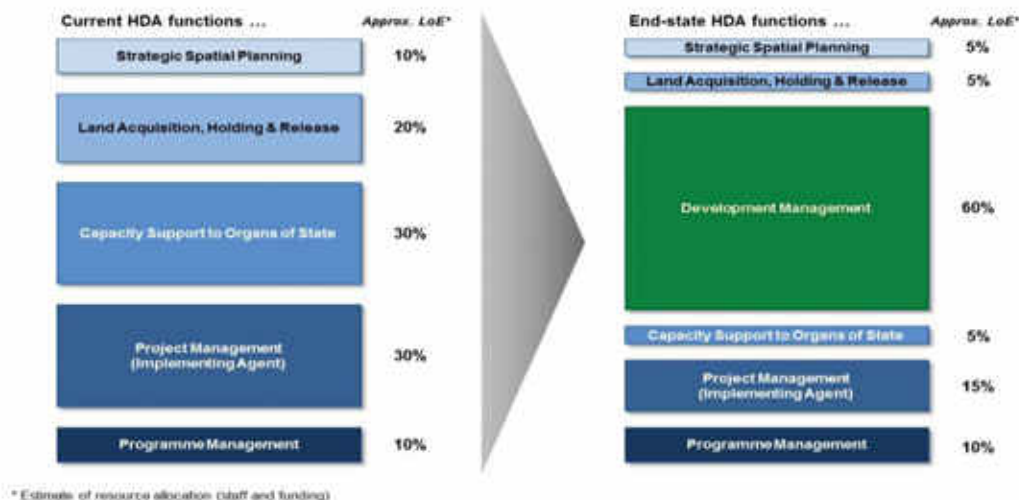 Current HDA functions ...
Approx. LoE*
Strategic Spatial Planning
10%
Land Acquisition, Holding & Release
20%
Capacity Support to Organs of State
30%
Project Management
(Implementing Agent)
30%
Programme Management
10%
End-state HDA functions ...
Approx. LoE*
Strategic Spatial Planning
5%
Land Acquisition, Holding & Release
5%
Development Management
60%
Capacity Support to Organs of State
5%
Project Management
(Implementing Agent)
15%
Programme Management
10%
* Estimate of resource allocation (staff and funding)